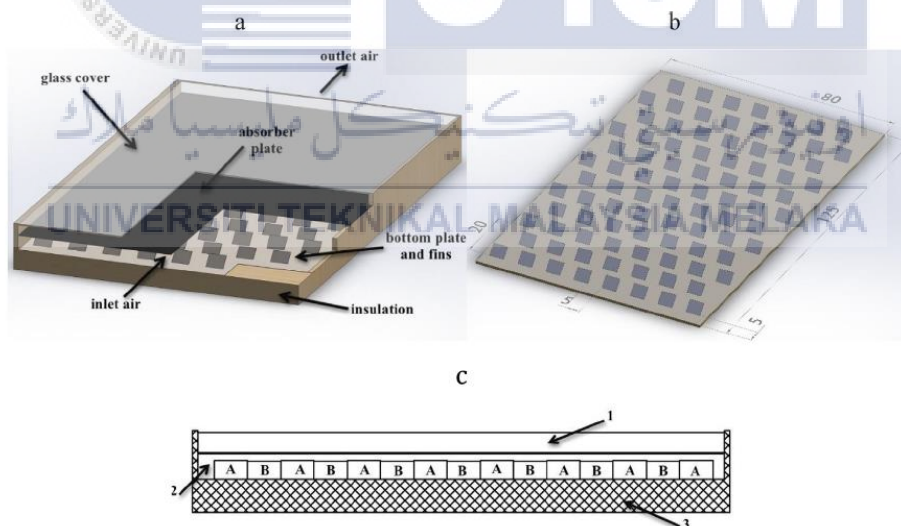 a
b
outlet air
glass cover
absorber
plate
bottom plate
and fins
inlet air
insulation
80
20
125
5
5
UNIVERSITI TEKNIKAL MALAYSIA MELAKA
c
1
A B A B A B A B A B A B A B A
2
3